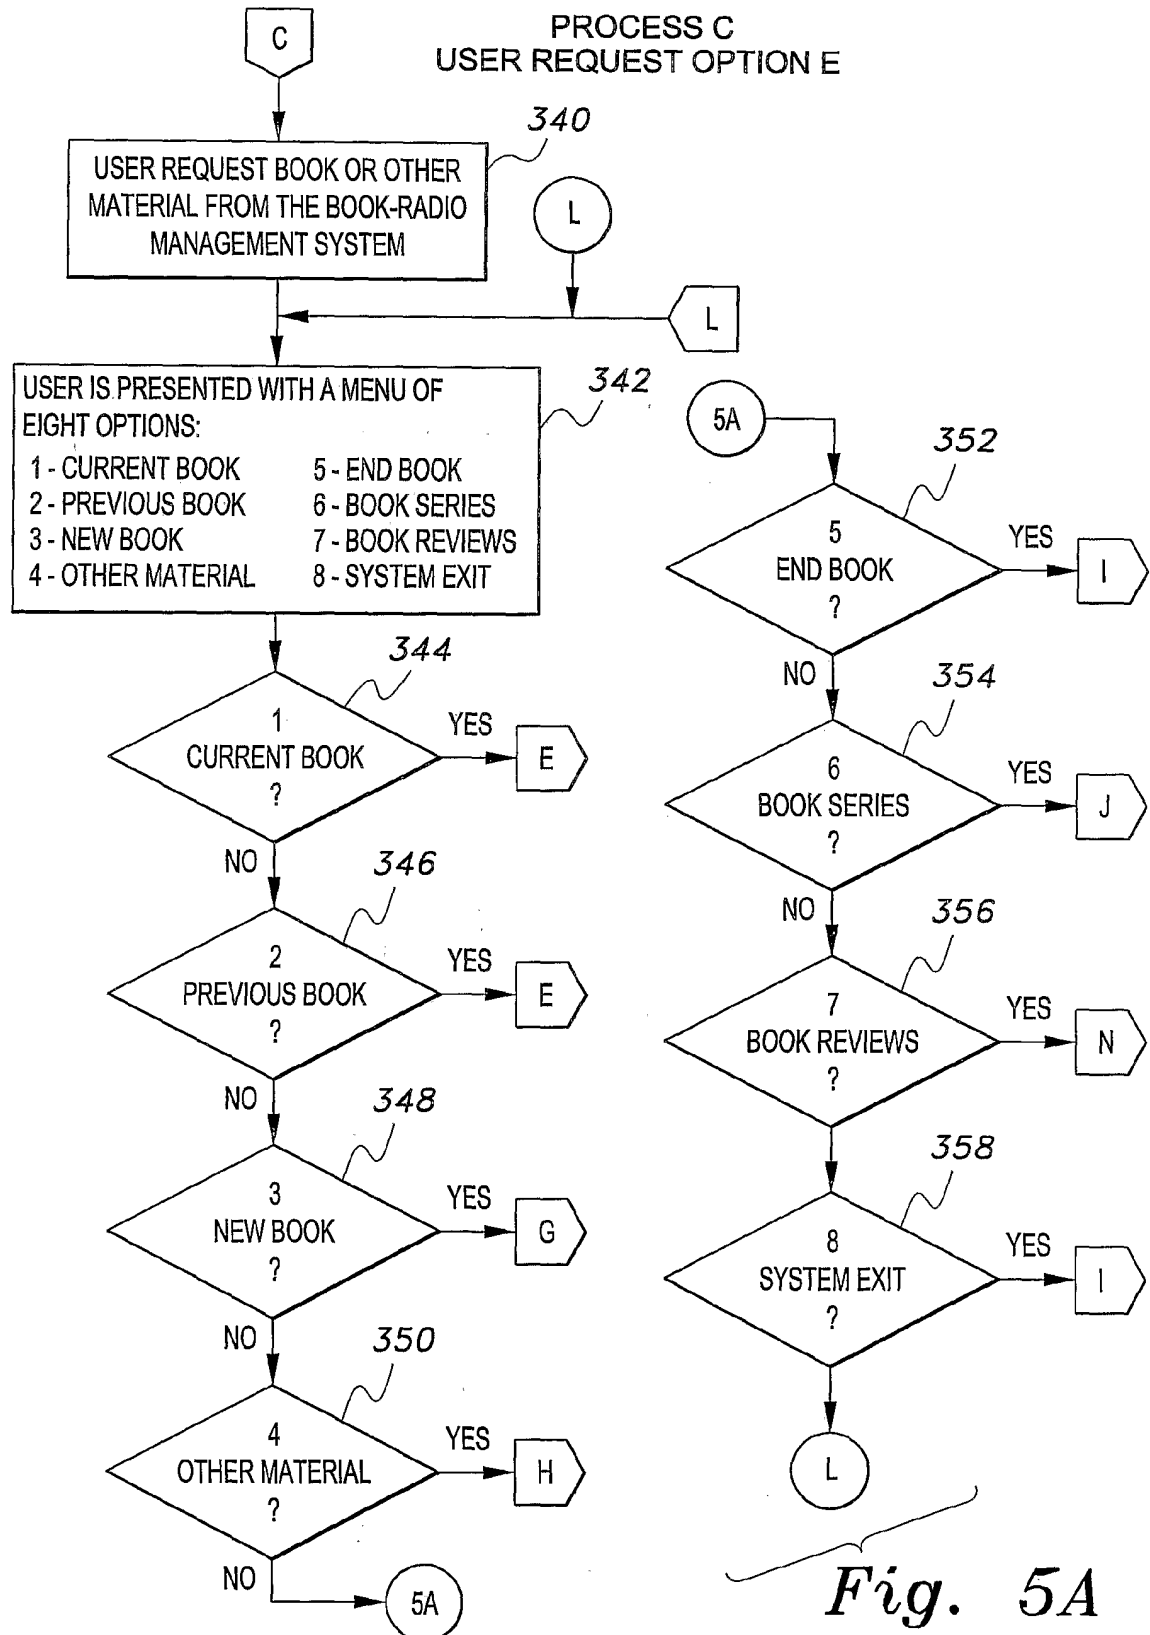 PROCESS C
USER REQUEST OPTION E
C
340
USER REQUEST BOOK OR OTHER
MATERIAL FROM THE BOOK-RADIO
MANAGEMENT SYSTEM
L
L
342
USER IS PRESENTED WITH A MENU OF
EIGHT OPTIONS:
1 - CURRENT BOOK
2 - PREVIOUS BOOK
3 - NEW BOOK
4 - OTHER MATERIAL
5 - END BOOK
6 - BOOK SERIES
7 - BOOK REVIEWS
8 - SYSTEM EXIT
344
1
CURRENT BOOK
?
YES
E
NO
346
2
PREVIOUS BOOK
?
YES
E
NO
348
3
NEW BOOK
?
YES
G
NO
350
4
OTHER MATERIAL
?
YES
H
NO
5A
5A
352
5
END BOOK
?
YES
I
NO
354
6
BOOK SERIES
?
YES
J
NO
356
7
BOOK REVIEWS
?
YES
N
358
8
SYSTEM EXIT
?
YES
I
L
Fig. 5A